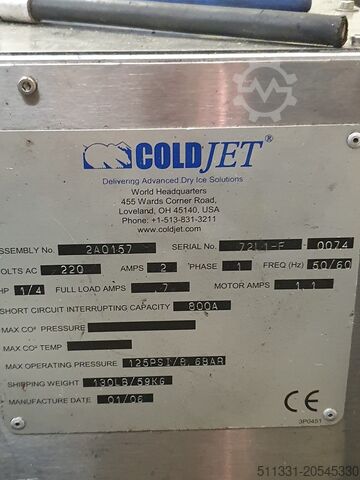 COLDJET®
Delivering Advanced Dry Ice Solutions
World Headquarters
455 Wards Corner Road,
Loveland, OH 45140, USA
Phone: +1-513-831-3211
www.coldjet.com
ASSEMBLY No. 2A0157 SERIAL No. -0074
VOLTS AC 220 AMPS 2 PHASE 1 FREQ (Hz) 50/60
HP 1/4 FULL LOAD AMPS .7 MOTOR AMPS 1.1
SHORT CIRCUIT INTERRUPTING CAPACITY 800A
MAX CO² PRESSURE
MAX CO² TEMP
MAX OPERATING PRESSURE 125PSI/8.6BAR
SHIPPING WEIGHT 130LB/59KG
MANUFACTURE DATE 01/06
CE
3P0451
511331-20545330